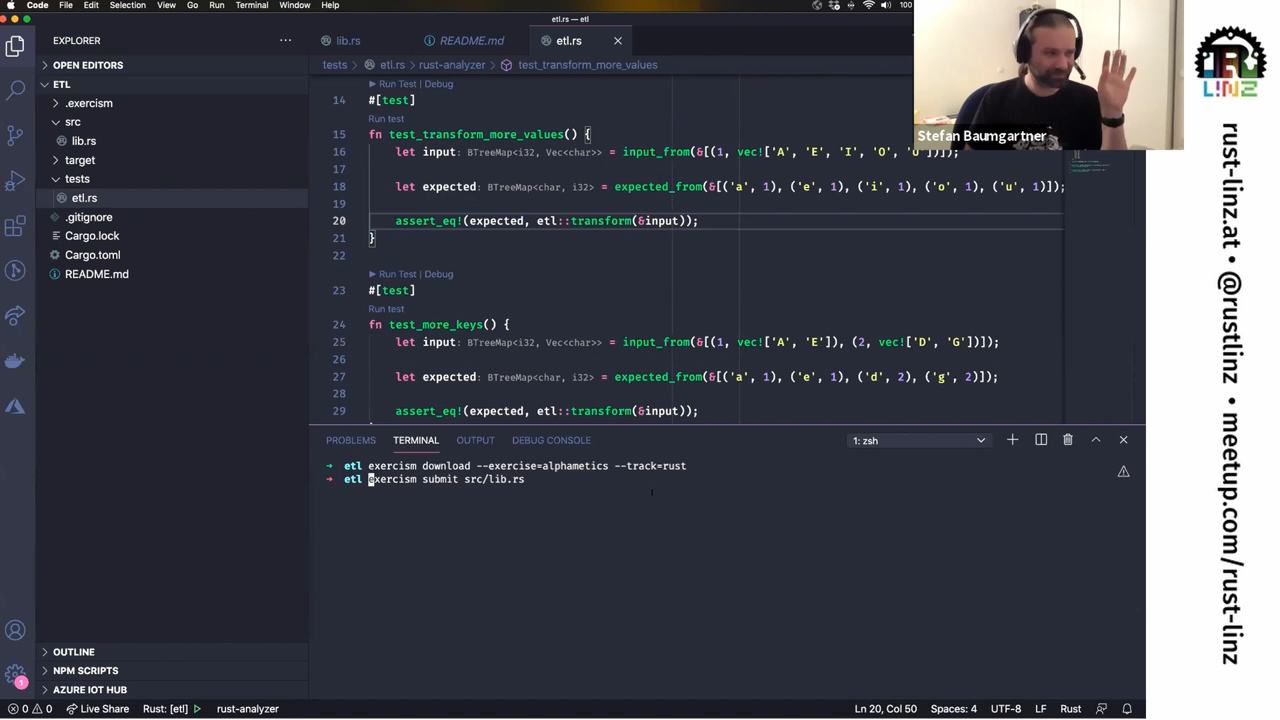 Code File Edit Selection View Go Run Terminal Window Help 100
etl.rs — etl
EXPLORER
OPEN EDITORS
ETL
.exercism
src
lib.rs
target
tests
etl.rs
.gitignore
Cargo.lock
Cargo.toml
README.md
OUTLINE
NPM SCRIPTS
AZURE IOT HUB
lib.rs README.md etl.rs
tests > etl.rs > rust-analyzer > test_transform_more_values
Run Test | Debug
14 #[test]
Run test
15 fn test_transform_more_values() {
16 let input: BTreeMap<i32, Vec<char>> = input_from(&[(1, vec!['A', 'E', 'I', 'O', 'U'])]);
17
18 let expected: BTreeMap<char, i32> = expected_from(&[('a', 1), ('e', 1), ('i', 1), ('o', 1), ('u', 1)]);
19
20 assert_eq!(expected, etl::transform(&input));
21 }
22
Run Test | Debug
23 #[test]
Run test
24 fn test_more_keys() {
25 let input: BTreeMap<i32, Vec<char>> = input_from(&[(1, vec!['A', 'E']), (2, vec!['D', 'G'])]);
26
27 let expected: BTreeMap<char, i32> = expected_from(&[('a', 1), ('e', 1), ('d', 2), ('g', 2)]);
28
29 assert_eq!(expected, etl::transform(&input));
PROBLEMS TERMINAL OUTPUT DEBUG CONSOLE 1: zsh
➜ etl exercism download --exercise=alphametics --track=rust
➜ etl exercism submit src/lib.rs
1
0 0 Live Share Rust: [etl] rust-analyzer Ln 20, Col 50 Spaces: 4 UTF-8 LF Rust
Stefan Baumgartner
R
L!NZ
rust-linz.at • @rustlinz • meetup.com/rust-linz